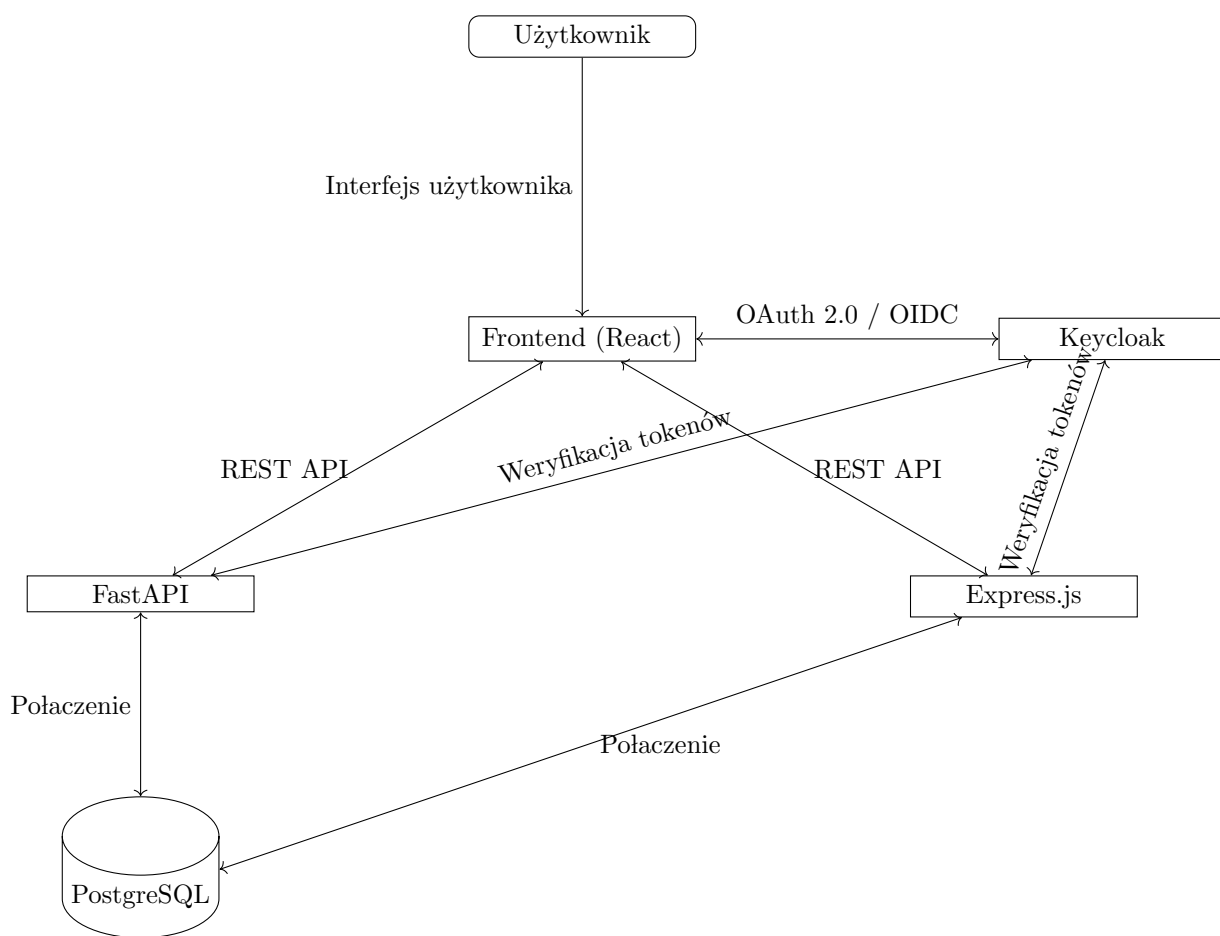 Użytkownik
Interfejs użytkownika
OAuth 2.0 / OIDC
Frontend (React)
Keycloak
Weryfikacja tokenów
Weryfikacja tokenów
REST API
REST API
FastAPI
Express.js
Połaczenie
Połaczenie
PostgreSQL